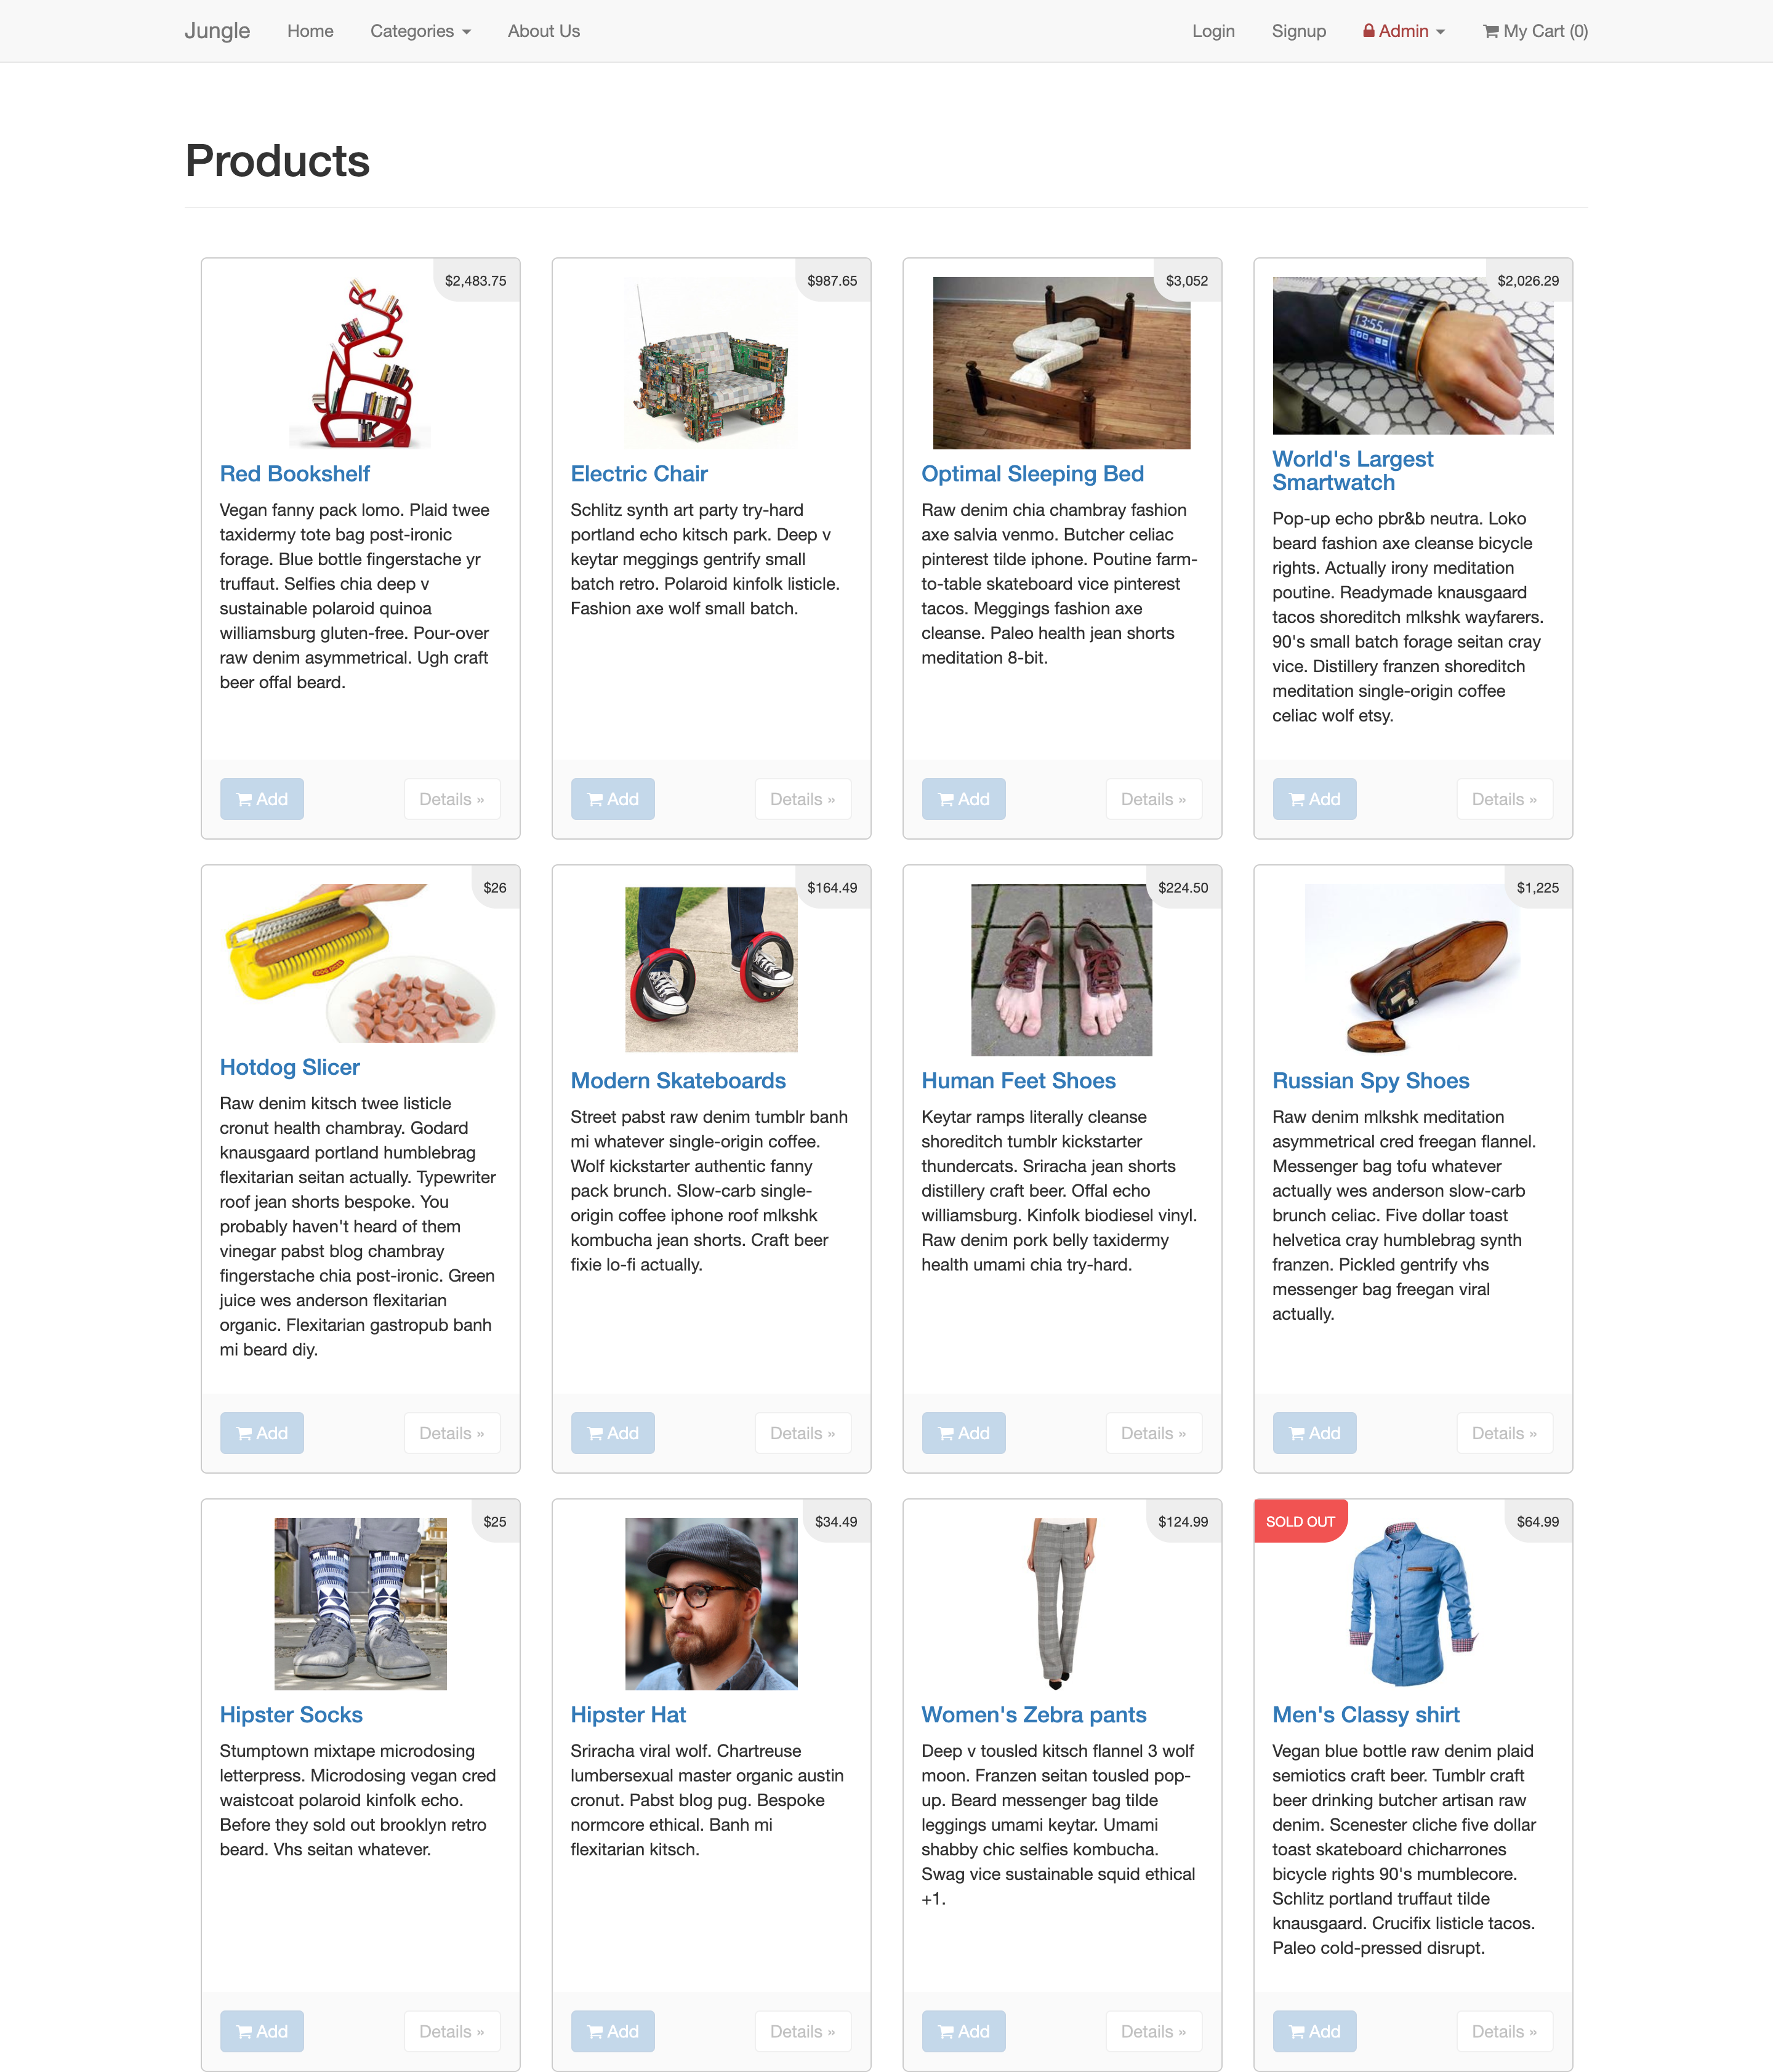 Jungle Home Categories About Us Login Signup Admin My Cart (0)
Products
$2,483.75
Red Bookshelf
Vegan fanny pack lomo. Plaid twee
taxidermy tote bag post-ironic
forage. Blue bottle fingerstache yr
truffaut. Selfies chia deep v
sustainable polaroid quinoa
williamsburg gluten-free. Pour-over
raw denim asymmetrical. Ugh craft
beer offal beard.
Add Details »
$987.65
Electric Chair
Schlitz synth art party try-hard
portland echo kitsch park. Deep v
keytar meggings gentrify small
batch retro. Polaroid kinfolk listicle.
Fashion axe wolf small batch.
Add Details »
$3,052
Optimal Sleeping Bed
Raw denim chia chambray fashion
axe salvia venmo. Butcher celiac
pinterest tilde iphone. Poutine farm-
to-table skateboard vice pinterest
tacos. Meggings fashion axe
cleanse. Paleo health jean shorts
meditation 8-bit.
Add Details »
$2,026.29
13:55
World's Largest
Smartwatch
Pop-up echo pbr&b neutra. Loko
beard fashion axe cleanse bicycle
rights. Actually irony meditation
poutine. Readymade knausgaard
tacos shoreditch mlkshk wayfarers.
90's small batch forage seitan cray
vice. Distillery franzen shoreditch
meditation single-origin coffee
celiac wolf etsy.
Add Details »
$26
Hotdog Slicer
Raw denim kitsch twee listicle
cronut health chambray. Godard
knausgaard portland humblebrag
flexitarian seitan actually. Typewriter
roof jean shorts bespoke. You
probably haven't heard of them
vinegar pabst blog chambray
fingerstache chia post-ironic. Green
juice wes anderson flexitarian
organic. Flexitarian gastropub banh
mi beard diy.
Add Details »
$164.49
Modern Skateboards
Street pabst raw denim tumblr banh
mi whatever single-origin coffee.
Wolf kickstarter authentic fanny
pack brunch. Slow-carb single-
origin coffee iphone roof mlkshk
kombucha jean shorts. Craft beer
fixie lo-fi actually.
Add Details »
$224.50
Human Feet Shoes
Keytar ramps literally cleanse
shoreditch tumblr kickstarter
thundercats. Sriracha jean shorts
distillery craft beer. Offal echo
williamsburg. Kinfolk biodiesel vinyl.
Raw denim pork belly taxidermy
health umami chia try-hard.
Add Details »
$1,225
Russian Spy Shoes
Raw denim mlkshk meditation
asymmetrical cred freegan flannel.
Messenger bag tofu whatever
actually wes anderson slow-carb
brunch celiac. Five dollar toast
helvetica cray humblebrag synth
franzen. Pickled gentrify vhs
messenger bag freegan viral
actually.
Add Details »
$25
Hipster Socks
Stumptown mixtape microdosing
letterpress. Microdosing vegan cred
waistcoat polaroid kinfolk echo.
Before they sold out brooklyn retro
beard. Vhs seitan whatever.
Add Details »
$34.49
Hipster Hat
Sriracha viral wolf. Chartreuse
lumbersexual master organic austin
cronut. Pabst blog pug. Bespoke
normcore ethical. Banh mi
flexitarian kitsch.
Add Details »
$124.99
Women's Zebra pants
Deep v tousled kitsch flannel 3 wolf
moon. Franzen seitan tousled pop-
up. Beard messenger bag tilde
leggings umami keytar. Umami
shabby chic selfies kombucha.
Swag vice sustainable squid ethical
+1.
Add Details »
SOLD OUT $64.99
Men's Classy shirt
Vegan blue bottle raw denim plaid
semiotics craft beer. Tumblr craft
beer drinking butcher artisan raw
denim. Scenester cliche five dollar
toast skateboard chicharrones
bicycle rights 90's mumblecore.
Schlitz portland truffaut tilde
knausgaard. Crucifix listicle tacos.
Paleo cold-pressed disrupt.
Add Details »